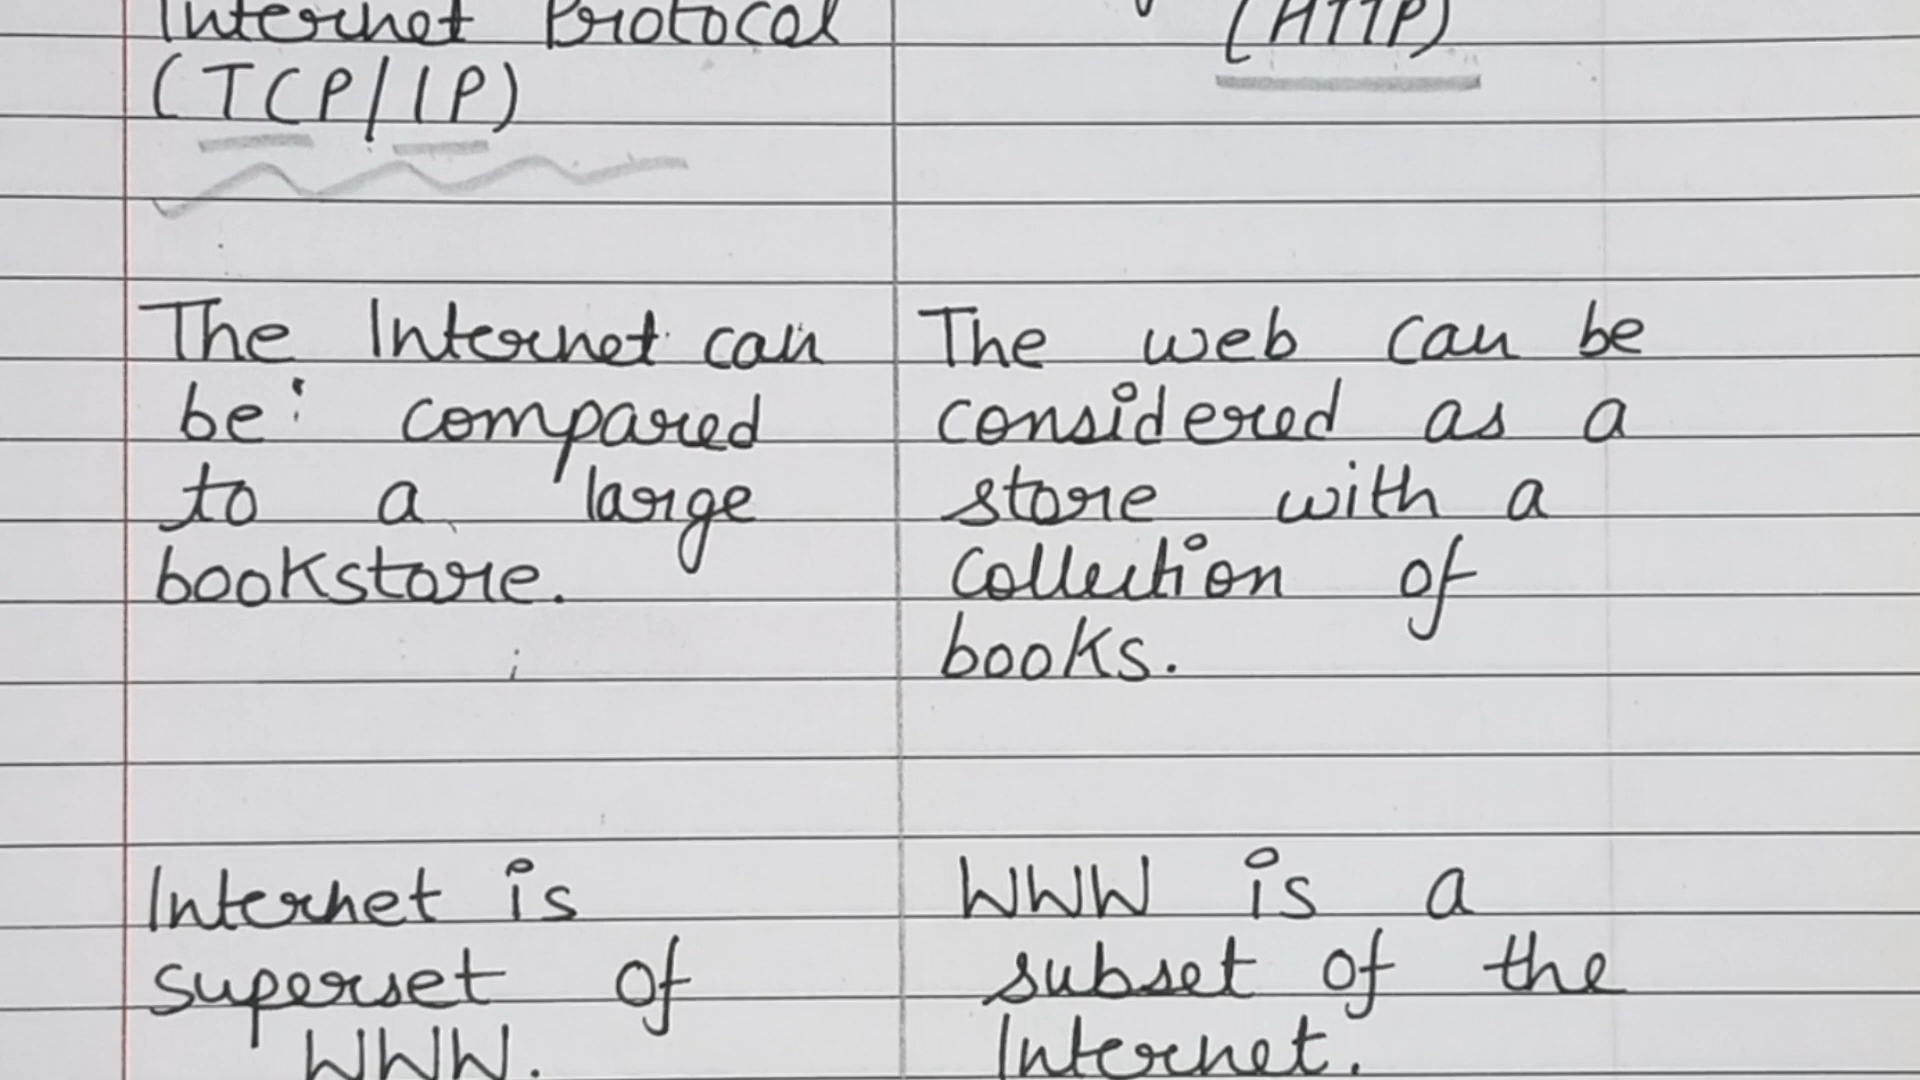 Internet Protocol
(TCP/IP)
The Internet can
be compared
to a large
bookstore.
Internet is
superset of
WWW.
(HTTP)
The web can be
considered as a
store with a
collection of
books.
WWW is a
subset of the
Internet.